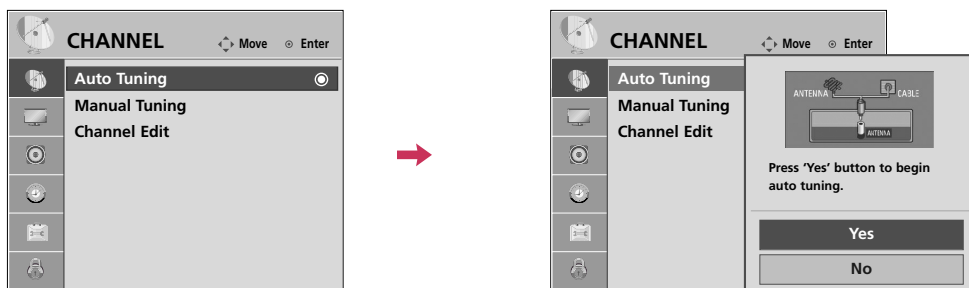 CHANNEL
Move
Enter
Auto Tuning
Manual Tuning
Channel Edit
CHANNEL
Move
Enter
Auto Tuning
Manual Tuning
Channel Edit
ANTENNA
CABLE
ANTENNA
Press ‘Yes’ button to begin
auto tuning.
Yes
No